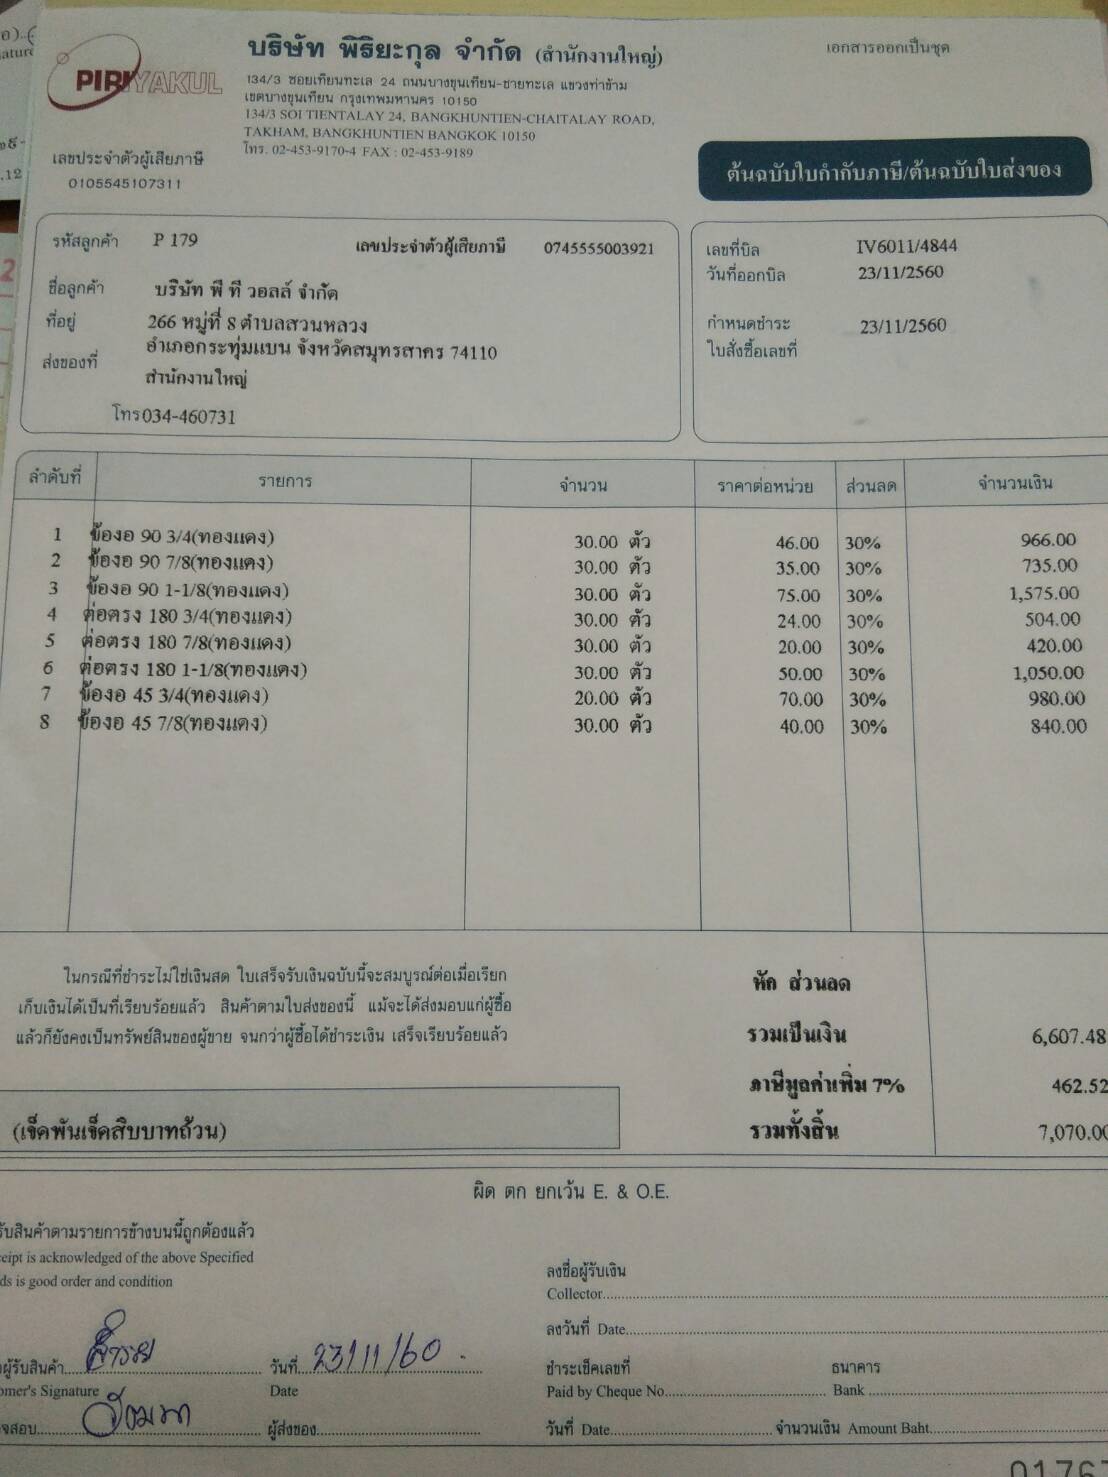 บริษัท พิริยะกุล จำกัด (สำนักงานใหญ่)
เอกสารออกเป็นชุด
PIRIYAKUL
134/3 ซอยเทียนทะเล 24 ถนนบางขุนเทียน-ชายทะเล แขวงท่าข้าม
เขตบางขุนเทียน กรุงเทพมหานคร 10150
134/3 SOI TIENTALAY 24, BANGKHUNTIEN-CHAITALAY ROAD,
TAKHAM, BANGKHUNTIEN BANGKOK 10150
โทร. 02-453-9170-4 FAX : 02-453-9189
เลขประจำตัวผู้เสียภาษี
0105545107311
ต้นฉบับใบกำกับภาษี/ต้นฉบับใบส่งของ
รหัสลูกค้า P 179 เลขประจำตัวผู้เสียภาษี 0745555003921
ชื่อลูกค้า บริษัท พี ที วอลล์ จำกัด
ที่อยู่ 266 หมู่ที่ 8 ตำบลสวนหลวง
อำเภอกระทุ่มแบน จังหวัดสมุทรสาคร 74110
ส่งของที่ สำนักงานใหญ่
โทร 034-460731
เลขที่บิล IV6011/4844
วันที่ออกบิล 23/11/2560
กำหนดชำระ 23/11/2560
ใบสั่งซื้อเลขที่
ลำดับที่ รายการ จำนวน ราคาต่อหน่วย ส่วนลด จำนวนเงิน
1 ข้องอ 90 3/4(ทองแดง) 30.00 ตัว 46.00 30% 966.00
2 ข้องอ 90 7/8(ทองแดง) 30.00 ตัว 35.00 30% 735.00
3 ข้องอ 90 1-1/8(ทองแดง) 30.00 ตัว 75.00 30% 1,575.00
4 ต่อตรง 180 3/4(ทองแดง) 30.00 ตัว 24.00 30% 504.00
5 ต่อตรง 180 7/8(ทองแดง) 30.00 ตัว 20.00 30% 420.00
6 ต่อตรง 180 1-1/8(ทองแดง) 30.00 ตัว 50.00 30% 1,050.00
7 ข้องอ 45 3/4(ทองแดง) 20.00 ตัว 70.00 30% 980.00
8 ข้องอ 45 7/8(ทองแดง) 30.00 ตัว 40.00 30% 840.00
ในกรณีที่ชำระไม่ใช่เงินสด ใบเสร็จรับเงินฉบับนี้จะสมบูรณ์ต่อเมื่อเรียก
เก็บเงินได้เป็นที่เรียบร้อยแล้ว สินค้าตามใบส่งของนี้ แม้จะได้ส่งมอบแก่ผู้ซื้อ
แล้วก็ยังคงเป็นทรัพย์สินของผู้ขาย จนกว่าผู้ซื้อได้ชำระเงิน เสร็จเรียบร้อยแล้ว
หัก ส่วนลด
รวมเป็นเงิน 6,607.48
ภาษีมูลค่าเพิ่ม 7% 462.52
(เจ็ดพันเจ็ดสิบบาทถ้วน)
รวมทั้งสิ้น 7,070.00
ผิด ตก ยกเว้น E. & O.E.
รับสินค้าตามรายการข้างบนนี้ถูกต้องแล้ว
ceipt is acknowledged of the above Specified
ds is good order and condition
ลงชื่อผู้รับเงิน
Collector
ลงวันที่ Date
ผู้รับสินค้า วันที่ 23/11/60
omer's Signature Date
ชำระเช็คเลขที่ ธนาคาร
Paid by Cheque No. Bank
จสอบ ผู้ส่งของ
วันที่ Date จำนวนเงิน Amount Baht